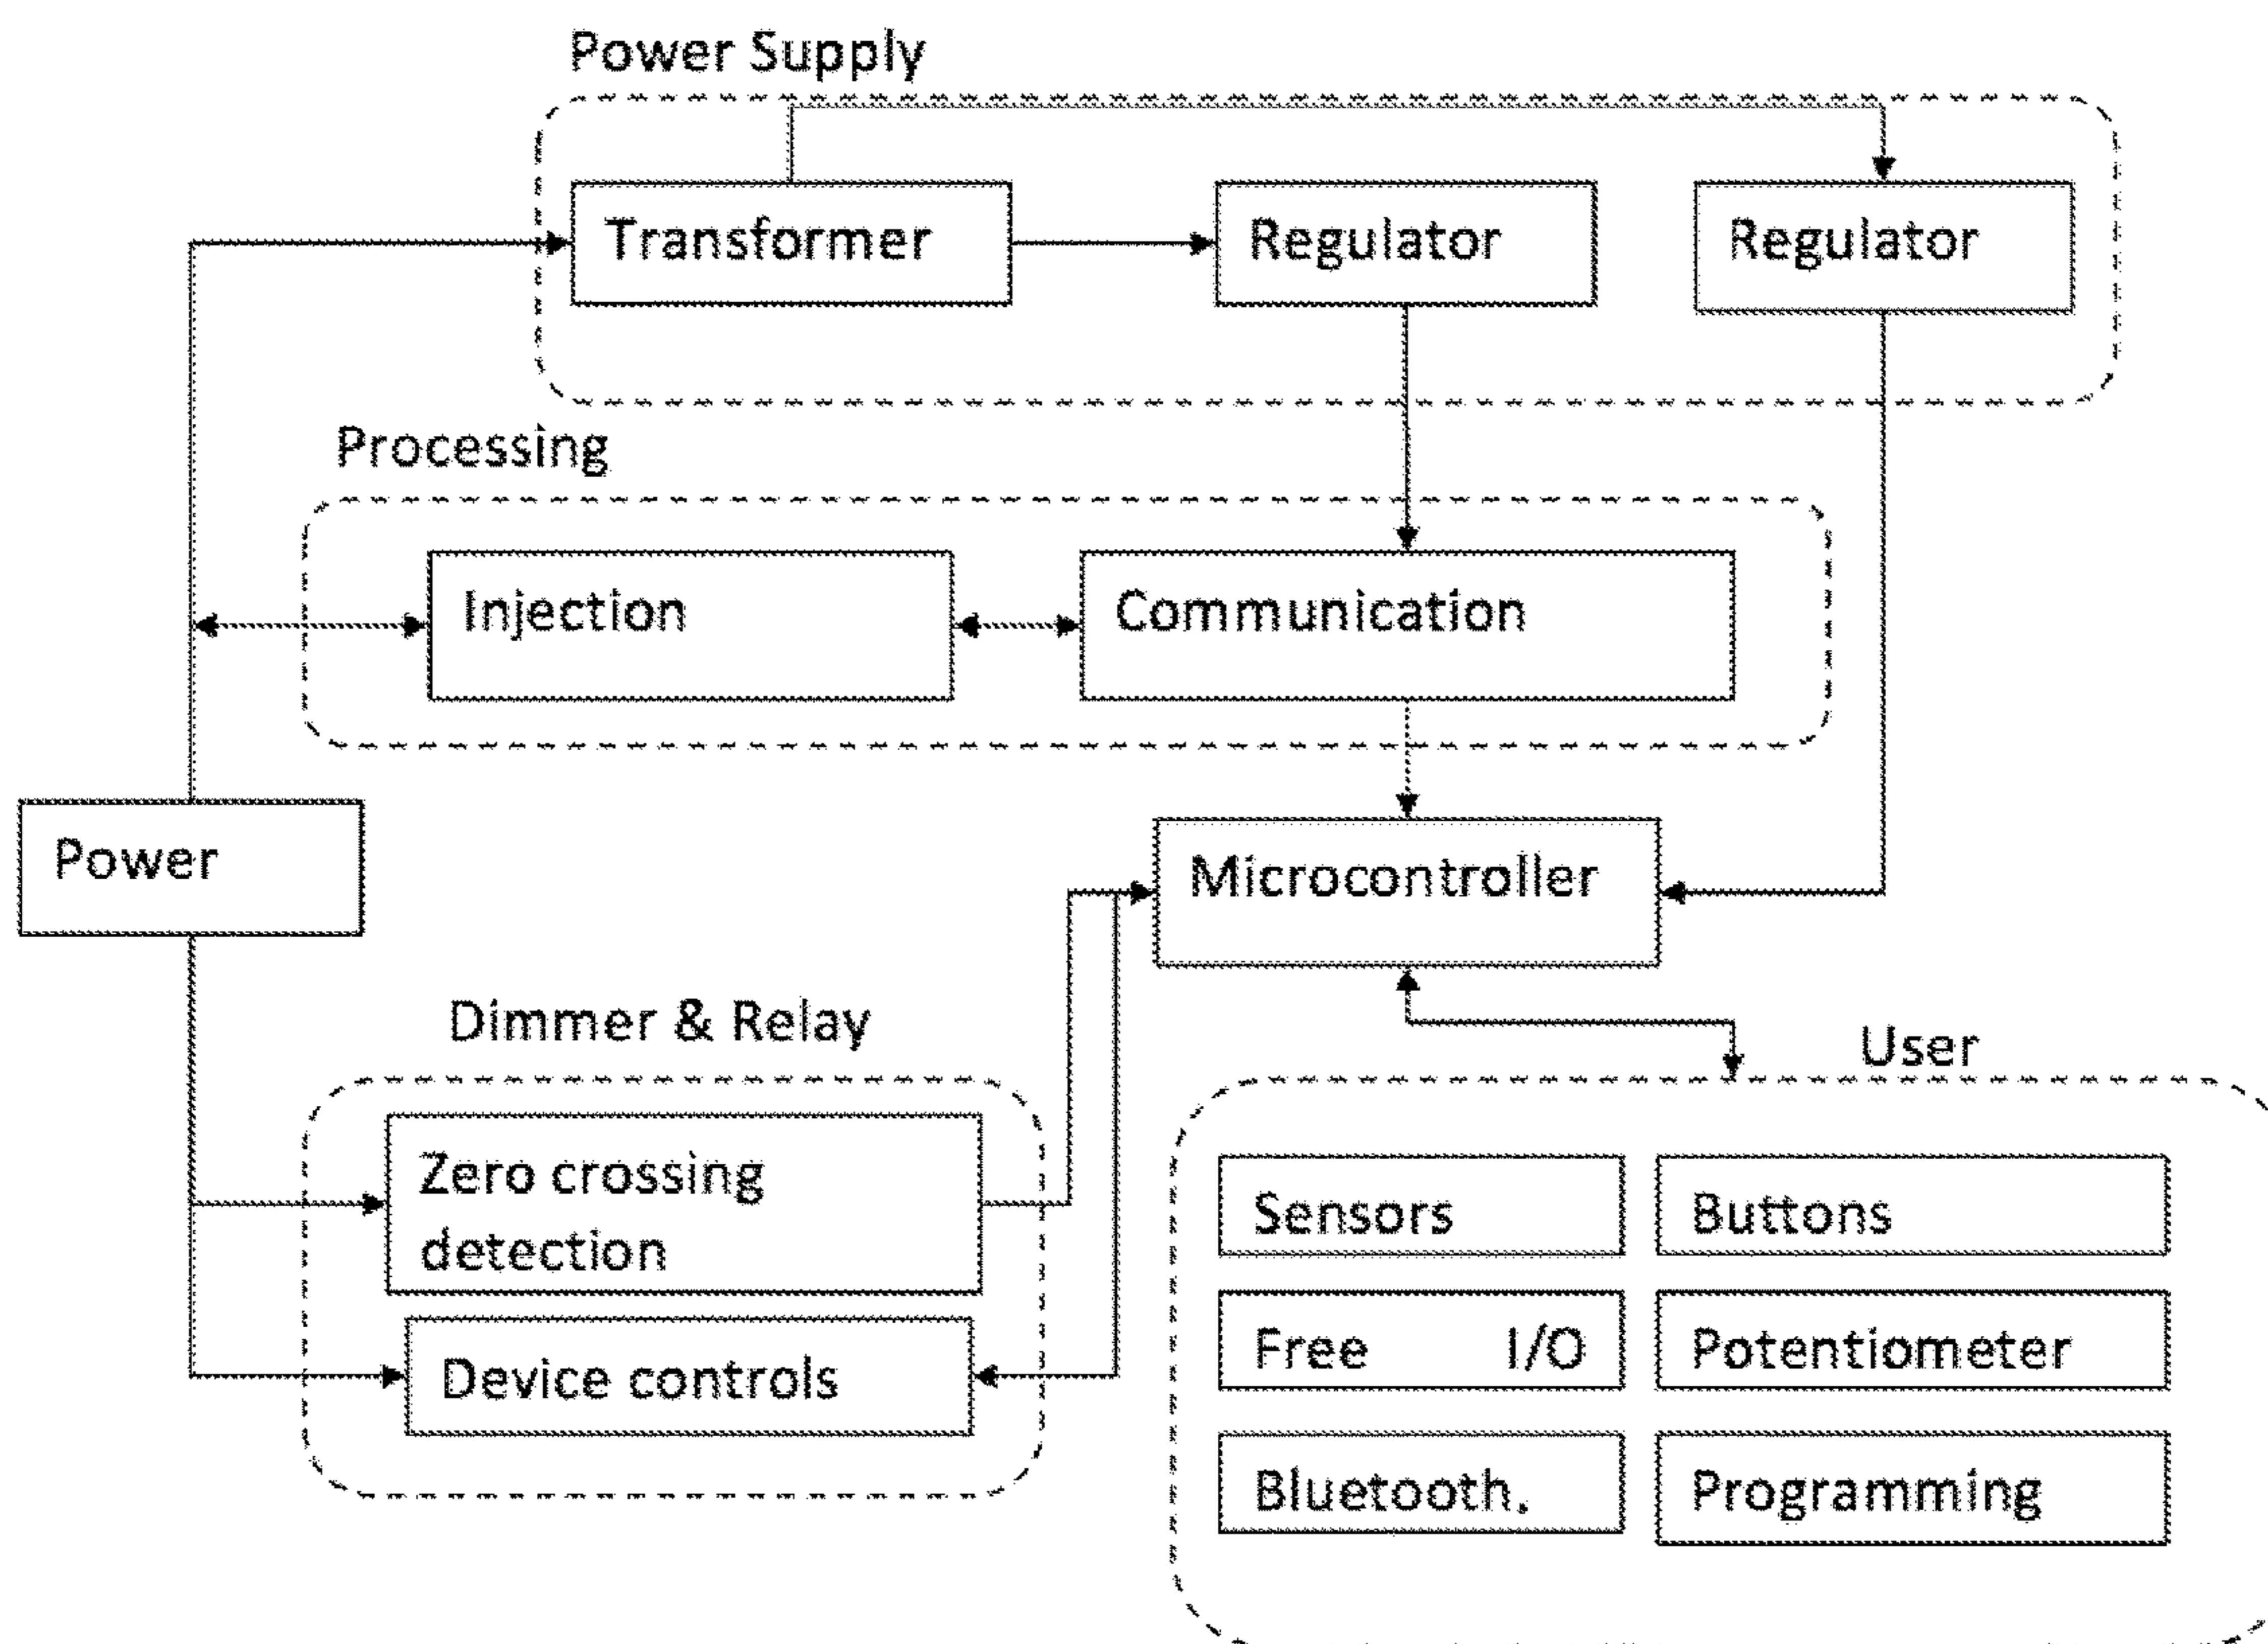 Power Supply
Transformer
Regulator
Regulator
Processing
Injection
Communication
Power
Microcontroller
Dimmer & Relay
User
Zero crossing
detection
Device controls
Sensors
Buttons
Free I/O
Potentiometer
Bluetooth.
Programming